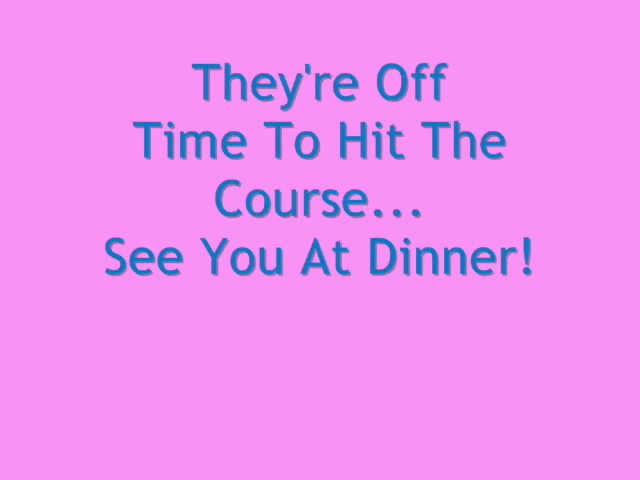 They're Off
Time To Hit The
Course...
See You At Dinner!